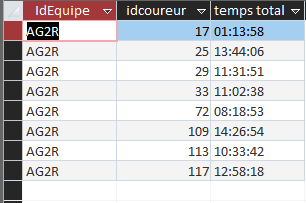 IdEquipe idcoureur temps total
AG2R 17 01:13:58
AG2R 25 13:44:06
AG2R 29 11:31:51
AG2R 33 11:02:38
AG2R 72 08:18:53
AG2R 109 14:26:54
AG2R 113 10:33:42
AG2R 117 12:58:18